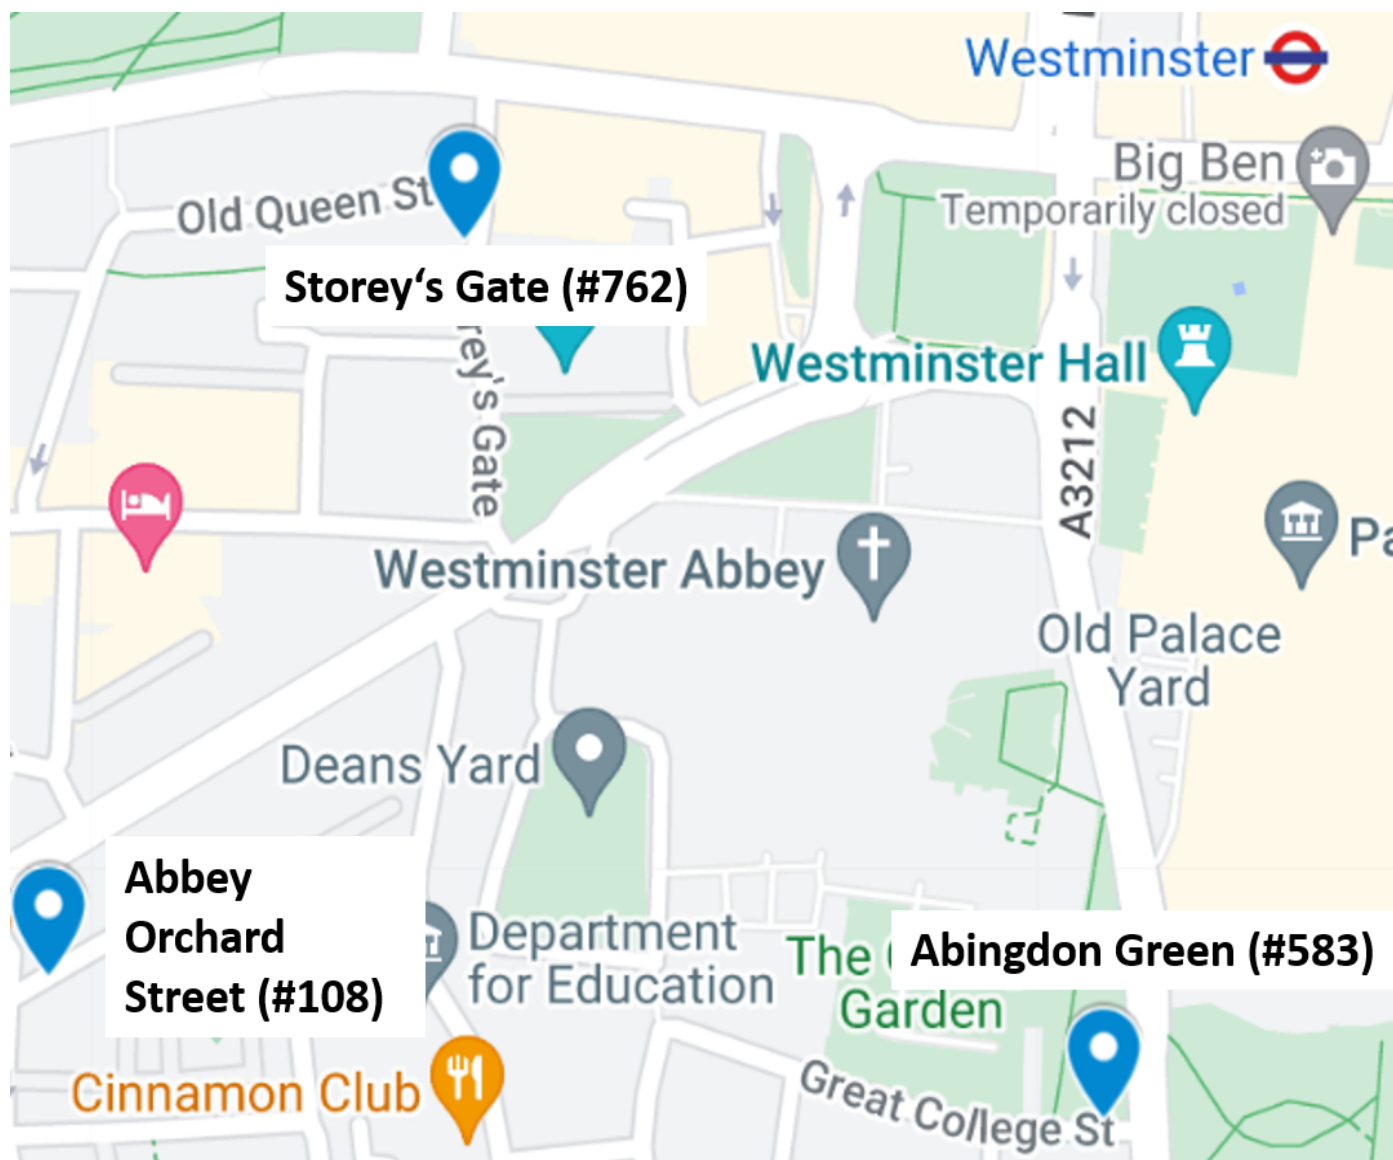 Westminster
Big Ben
Temporarily closed
Old Queen St
Storey‘s Gate (#762)
rey's Gate
Westminster Hall
A3212
Westminster Abbey
Pa
Old Palace
Yard
Deans Yard
Abbey
Orchard
Street (#108)
Department
for Education
The
Garden
Abingdon Green (#583)
Cinnamon Club
Great College St